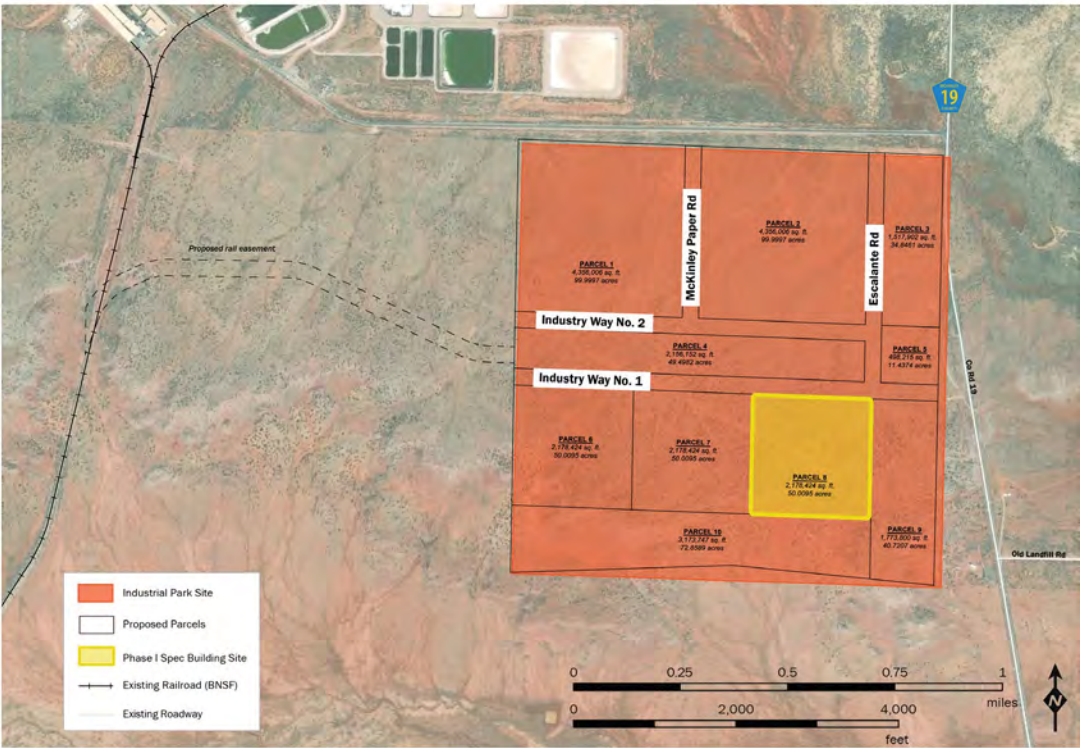 19
Proposed rail easement
McKinley Paper Rd
Escalante Rd
PARCEL 1
4,356,006 sq. ft.
99.9997 acres
PARCEL 2
4,356,006 sq. ft.
99.9997 acres
PARCEL 3
1,517,902 sq. ft.
34.8461 acres
Industry Way No. 2
PARCEL 4
2,156,152 sq. ft.
49.4982 acres
PARCEL 5
498,215 sq. ft.
11.4374 acres
Industry Way No. 1
Co Rd 19
PARCEL 6
2,178,424 sq. ft.
50.0095 acres
PARCEL 7
2,178,424 sq. ft.
50.0095 acres
PARCEL 8
2,178,424 sq. ft.
50.0095 acres
PARCEL 9
1,773,800 sq. ft.
40.7207 acres
PARCEL 10
3,173,747 sq. ft.
72.8599 acres
Old Landfill Rd
Industrial Park Site
Proposed Parcels
Phase I Spec Building Site
Existing Railroad (BNSF)
Existing Roadway
0 0.25 0.5 0.75 1
miles
0 2,000 4,000
feet
N